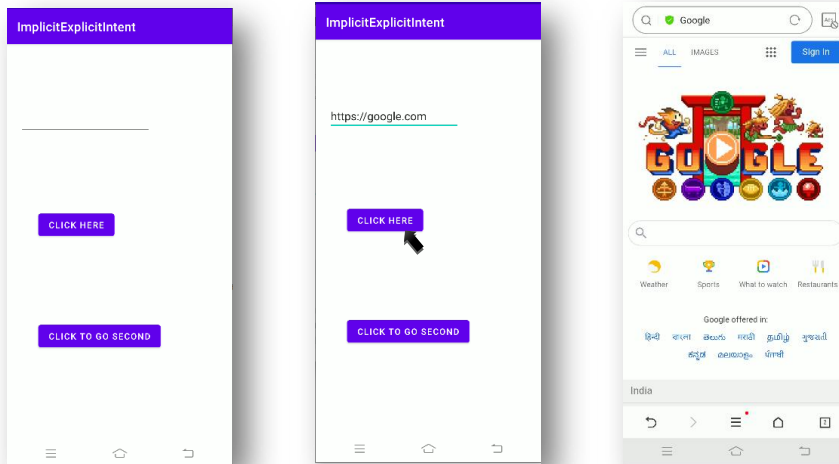 ImplicitExplicitIntent
CLICK HERE
CLICK TO GO SECOND
ImplicitExplicitIntent
https://google.com
CLICK HERE
CLICK TO GO SECOND
Google
ALL IMAGES Sign in
GOOGLE
Weather Sports What to watch Restaurants
Google offered in:
हिन्दी বাংলা తెలుగు मराठी தமிழ் ગુજરાતી
ಕನ್ನಡ മലയാളം ਪੰਜਾਬੀ
India